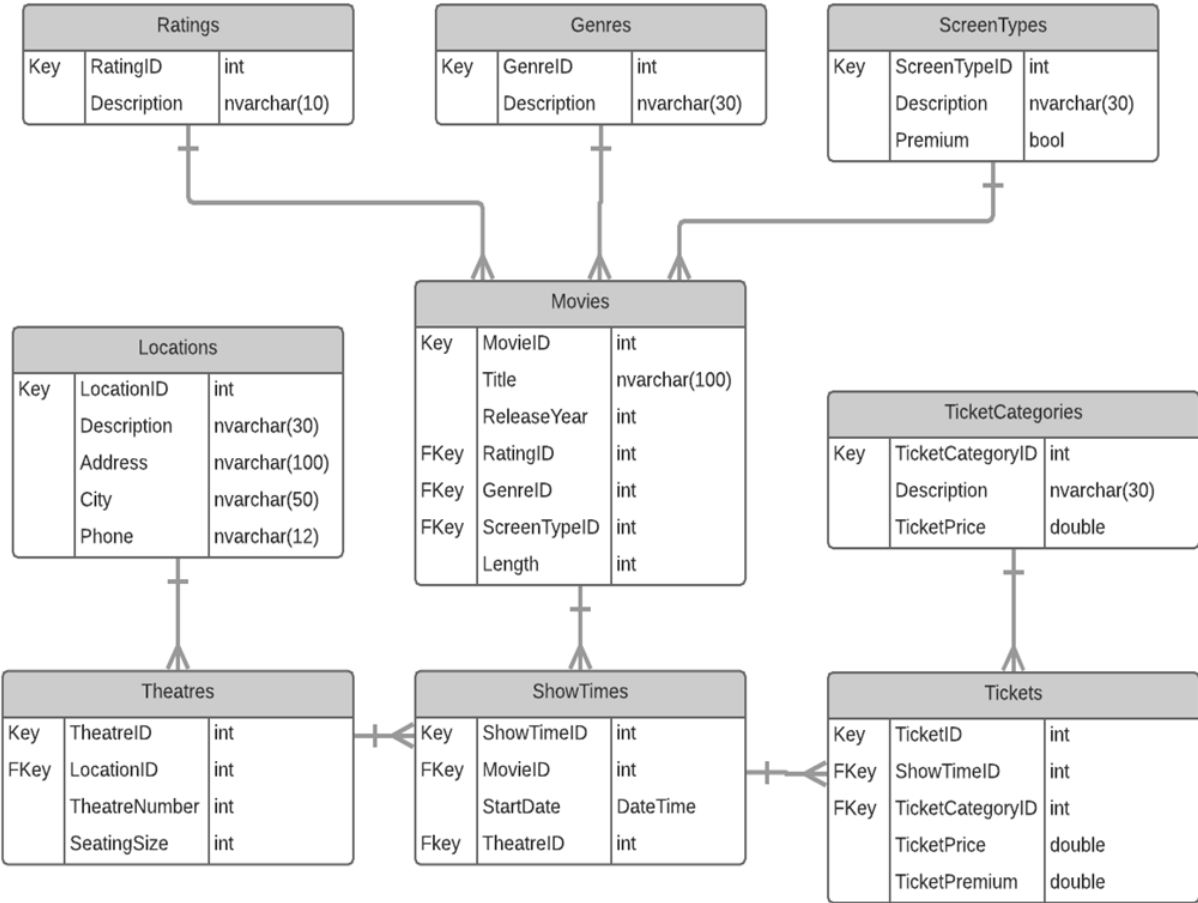 Ratings
Key RatingID int
Description nvarchar(10)
Genres
Key GenreID int
Description nvarchar(30)
ScreenTypes
Key ScreenTypeID int
Description nvarchar(30)
Premium bool
Movies
Key MovieID int
Title nvarchar(100)
ReleaseYear int
FKey RatingID int
FKey GenreID int
FKey ScreenTypeID int
Length int
Locations
Key LocationID int
Description nvarchar(30)
Address nvarchar(100)
City nvarchar(50)
Phone nvarchar(12)
TicketCategories
Key TicketCategoryID int
Description nvarchar(30)
TicketPrice double
Theatres
Key TheatreID int
FKey LocationID int
TheatreNumber int
SeatingSize int
ShowTimes
Key ShowTimeID int
FKey MovieID int
StartDate DateTime
Fkey TheatreID int
Tickets
Key TicketID int
FKey ShowTimeID int
FKey TicketCategoryID int
TicketPrice double
TicketPremium double